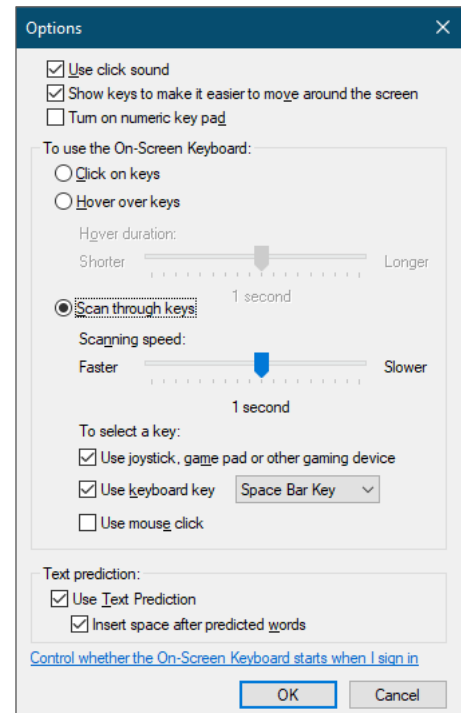 Options
Use click sound
Show keys to make it easier to move around the screen
Turn on numeric key pad
To use the On-Screen Keyboard:
Click on keys
Hover over keys
Hover duration:
Shorter Longer
1 second
Scan through keys
Scanning speed:
Faster Slower
1 second
To select a key:
Use joystick, game pad or other gaming device
Use keyboard key Space Bar Key
Use mouse click
Text prediction:
Use Text Prediction
Insert space after predicted words
Control whether the On-Screen Keyboard starts when I sign in
OK Cancel